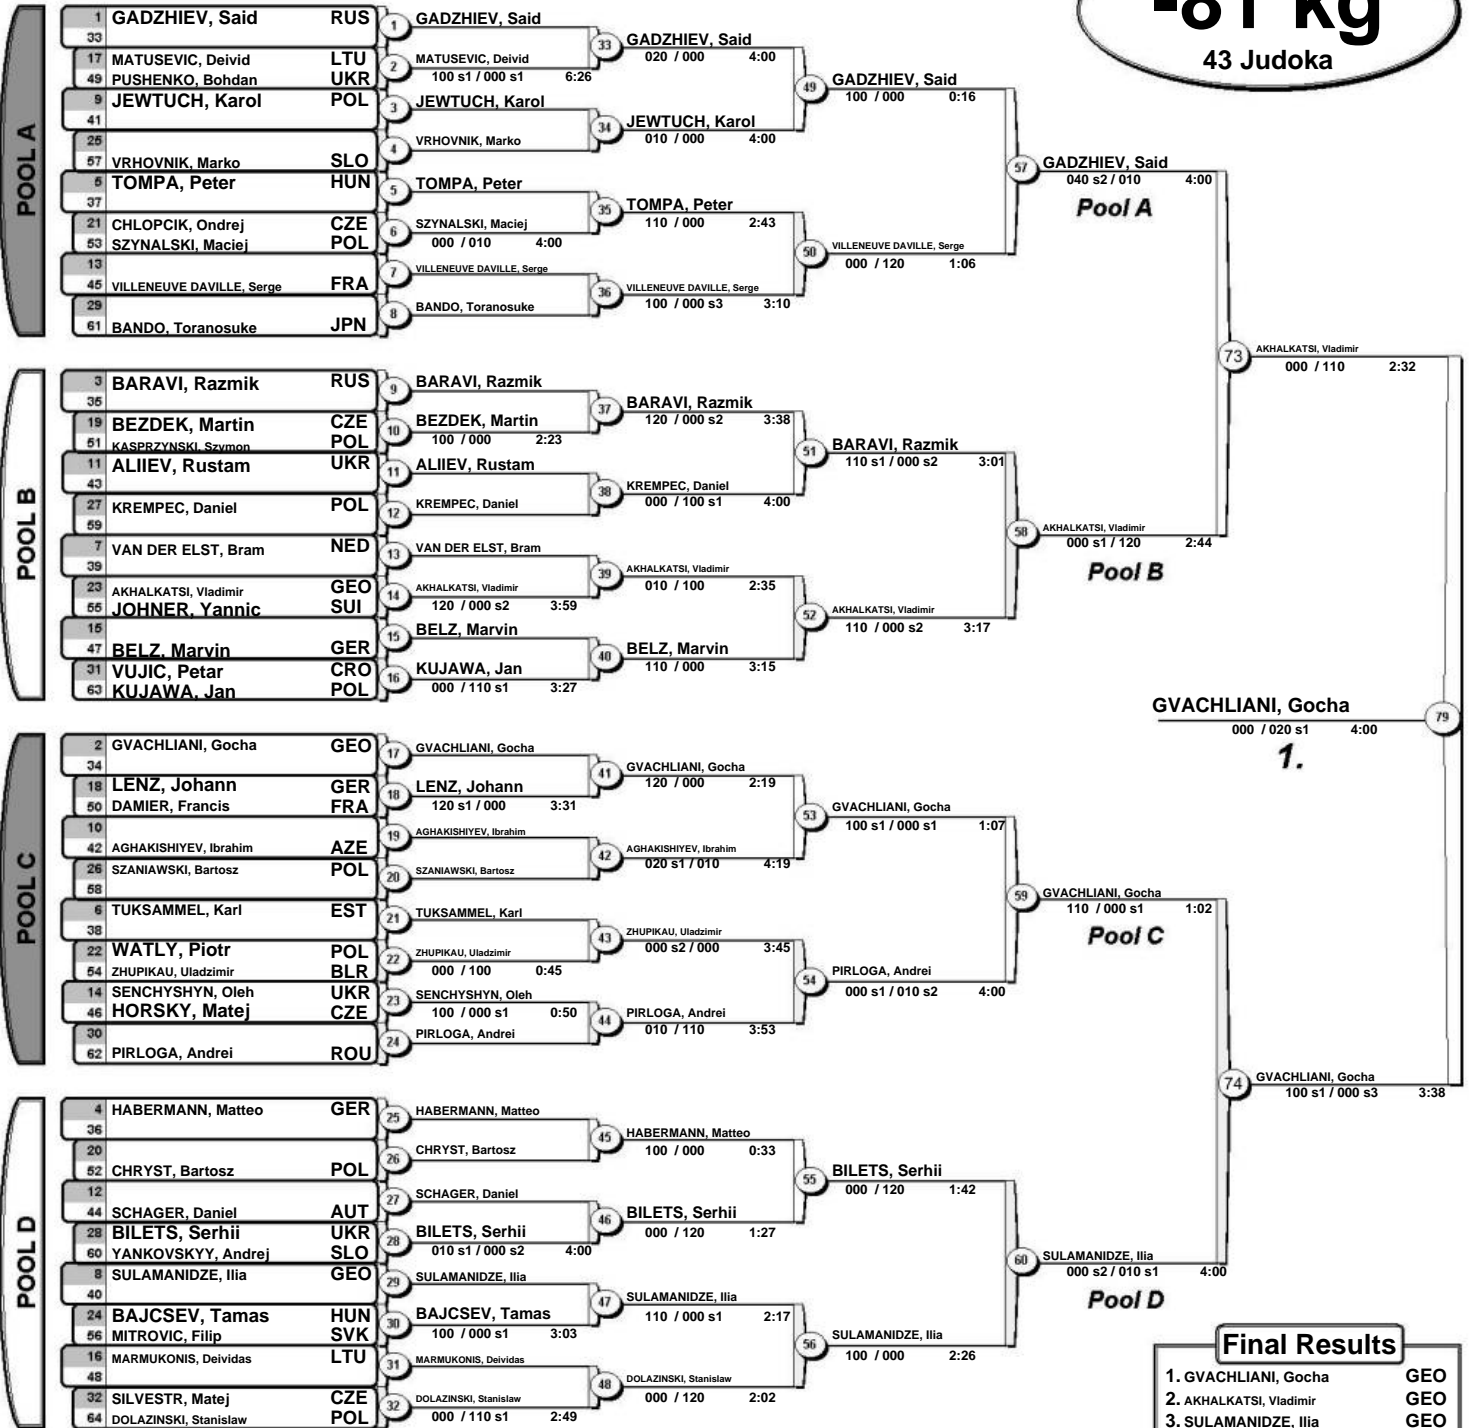 -81 kg
43 Judoka
POOL A
1 GADZHIEV, Said RUS
33
17 MATUSEVIC, Deivid LTU
49 PUSHENKO, Bohdan UKR
9 JEWTUCH, Karol POL
41
25
57 VRHOVNIK, Marko SLO
5 TOMPA, Peter HUN
37
21 CHLOPCIK, Ondrej CZE
53 SZYNALSKI, Maciej POL
13
45 VILLENEUVE DAVILLE, Serge FRA
29
61 BANDO, Toranosuke JPN
1 GADZHIEV, Said
2 MATUSEVIC, Deivid
100 s1 / 000 s1 6:26
3 JEWTUCH, Karol
4 VRHOVNIK, Marko
5 TOMPA, Peter
6 SZYNALSKI, Maciej
000 / 010 4:00
7 VILLENEUVE DAVILLE, Serge
8 BANDO, Toranosuke
33 GADZHIEV, Said
020 / 000 4:00
34 JEWTUCH, Karol
010 / 000 4:00
35 TOMPA, Peter
110 / 000 2:43
36 VILLENEUVE DAVILLE, Serge
100 / 000 s3 3:10
49 GADZHIEV, Said
100 / 000 0:16
50 VILLENEUVE DAVILLE, Serge
000 / 120 1:06
57 GADZHIEV, Said
040 s2 / 010 4:00
Pool A
POOL B
3 BARAVI, Razmik RUS
35
19 BEZDEK, Martin CZE
51 KASPRZYNSKI, Szymon POL
11 ALIIEV, Rustam UKR
43
27 KREMPEC, Daniel POL
59
7 VAN DER ELST, Bram NED
39
23 AKHALKATSI, Vladimir GEO
55 JOHNER, Yannic SUI
15
47 BELZ, Marvin GER
31 VUJIC, Petar CRO
63 KUJAWA, Jan POL
9 BARAVI, Razmik
10 BEZDEK, Martin
100 / 000 2:23
11 ALIIEV, Rustam
12 KREMPEC, Daniel
13 VAN DER ELST, Bram
14 AKHALKATSI, Vladimir
120 / 000 s2 3:59
15 BELZ, Marvin
16 KUJAWA, Jan
000 / 110 s1 3:27
37 BARAVI, Razmik
120 / 000 s2 3:38
38 KREMPEC, Daniel
000 / 100 s1 4:00
39 AKHALKATSI, Vladimir
010 / 100 2:35
40 BELZ, Marvin
110 / 000 3:15
51 BARAVI, Razmik
110 s1 / 000 s2 3:01
52 AKHALKATSI, Vladimir
110 / 000 s2 3:17
58 AKHALKATSI, Vladimir
000 s1 / 120 2:44
Pool B
73 AKHALKATSI, Vladimir
000 / 110 2:32
GVACHLIANI, Gocha 79
000 / 020 s1 4:00
1.
POOL C
2 GVACHLIANI, Gocha GEO
34
18 LENZ, Johann GER
50 DAMIER, Francis FRA
10
42 AGHAKISHIYEV, Ibrahim AZE
26 SZANIAWSKI, Bartosz POL
58
6 TUKSAMMEL, Karl EST
38
22 WATLY, Piotr POL
54 ZHUPIKAU, Uladzimir BLR
14 SENCHYSHYN, Oleh UKR
46 HORSKY, Matej CZE
30
62 PIRLOGA, Andrei ROU
17 GVACHLIANI, Gocha
18 LENZ, Johann
120 s1 / 000 3:31
19 AGHAKISHIYEV, Ibrahim
20 SZANIAWSKI, Bartosz
21 TUKSAMMEL, Karl
22 ZHUPIKAU, Uladzimir
000 / 100 0:45
23 SENCHYSHYN, Oleh
100 / 000 s1 0:50
24 PIRLOGA, Andrei
41 GVACHLIANI, Gocha
120 / 000 2:19
42 AGHAKISHIYEV, Ibrahim
020 s1 / 010 4:19
43 ZHUPIKAU, Uladzimir
000 s2 / 000 3:45
44 PIRLOGA, Andrei
010 / 110 3:53
53 GVACHLIANI, Gocha
100 s1 / 000 s1 1:07
54 PIRLOGA, Andrei
000 s1 / 010 s2 4:00
59 GVACHLIANI, Gocha
110 / 000 s1 1:02
Pool C
POOL D
4 HABERMANN, Matteo GER
36
20
52 CHRYST, Bartosz POL
12
44 SCHAGER, Daniel AUT
28 BILETS, Serhii UKR
60 YANKOVSKYY, Andrej SLO
8 SULAMANIDZE, Ilia GEO
40
24 BAJCSEV, Tamas HUN
56 MITROVIC, Filip SVK
16 MARMUKONIS, Deividas LTU
48
32 SILVESTR, Matej CZE
64 DOLAZINSKI, Stanislaw POL
25 HABERMANN, Matteo
26 CHRYST, Bartosz
27 SCHAGER, Daniel
28 BILETS, Serhii
010 s1 / 000 s2 4:00
29 SULAMANIDZE, Ilia
30 BAJCSEV, Tamas
100 / 000 s1 3:03
31 MARMUKONIS, Deividas
32 DOLAZINSKI, Stanislaw
000 / 110 s1 2:49
45 HABERMANN, Matteo
100 / 000 0:33
46 BILETS, Serhii
000 / 120 1:27
47 SULAMANIDZE, Ilia
110 / 000 s1 2:17
48 DOLAZINSKI, Stanislaw
000 / 120 2:02
55 BILETS, Serhii
000 / 120 1:42
56 SULAMANIDZE, Ilia
100 / 000 2:26
60 SULAMANIDZE, Ilia
000 s2 / 010 s1 4:00
Pool D
74 GVACHLIANI, Gocha
100 s1 / 000 s3 3:38
Final Results
1. GVACHLIANI, Gocha GEO
2. AKHALKATSI, Vladimir GEO
3. SULAMANIDZE, Ilia GEO